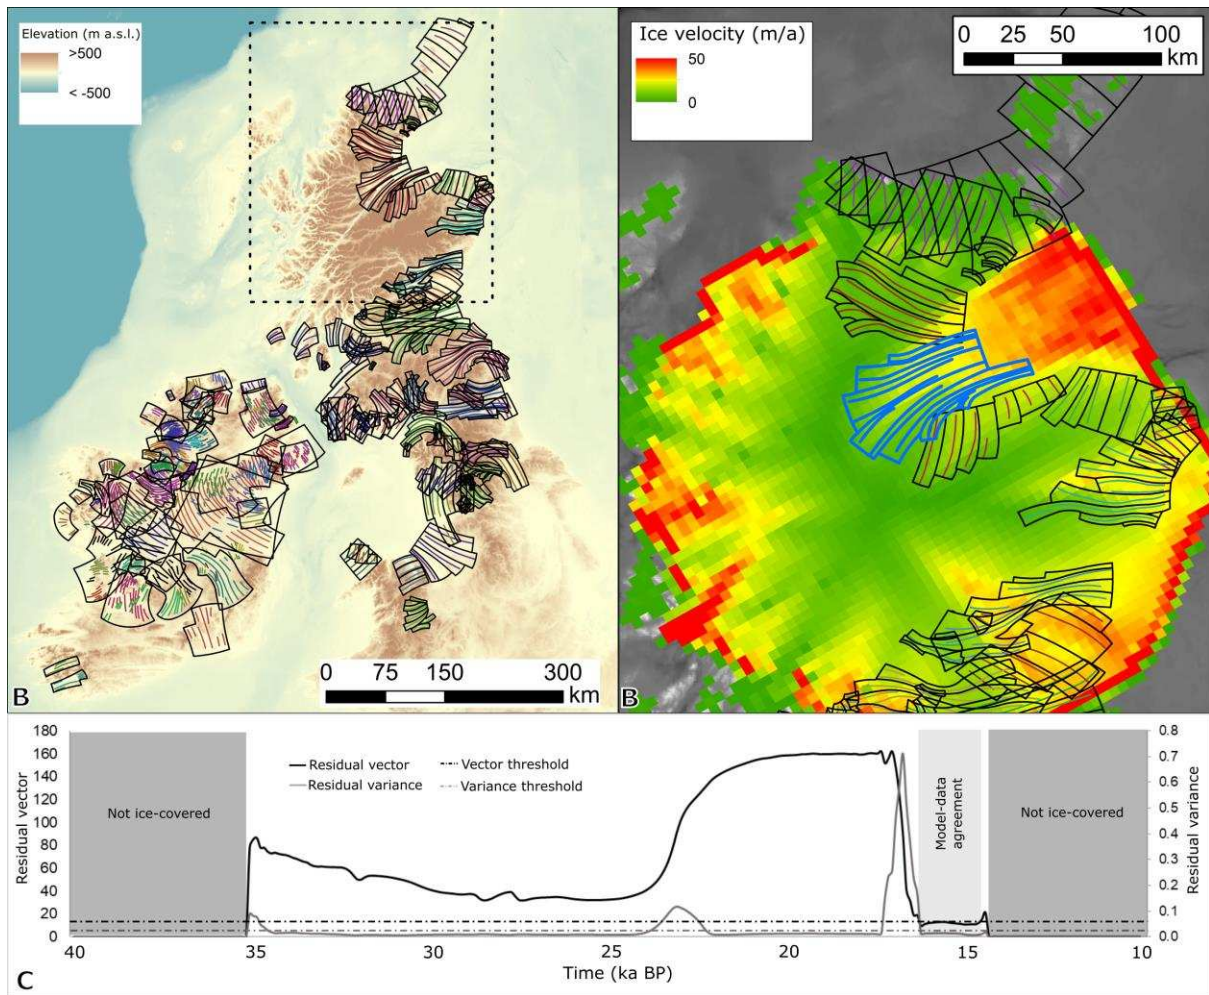 Elevation (m a.s.l.)
>500
< -500
0 75 150 300
km
B
Ice velocity (m/a)
50
0
0 25 50 100
km
B
180
160
140
120
100
80
60
40
20
0
Residual vector
Not ice-covered
Residual vector
Residual variance
Vector threshold
Variance threshold
Model-data
agreement
Not ice-covered
0.8
0.7
0.6
0.5
0.4
0.3
0.2
0.1
0.0
Residual variance
40 35 30 25 20 15 10
Time (ka BP)
C